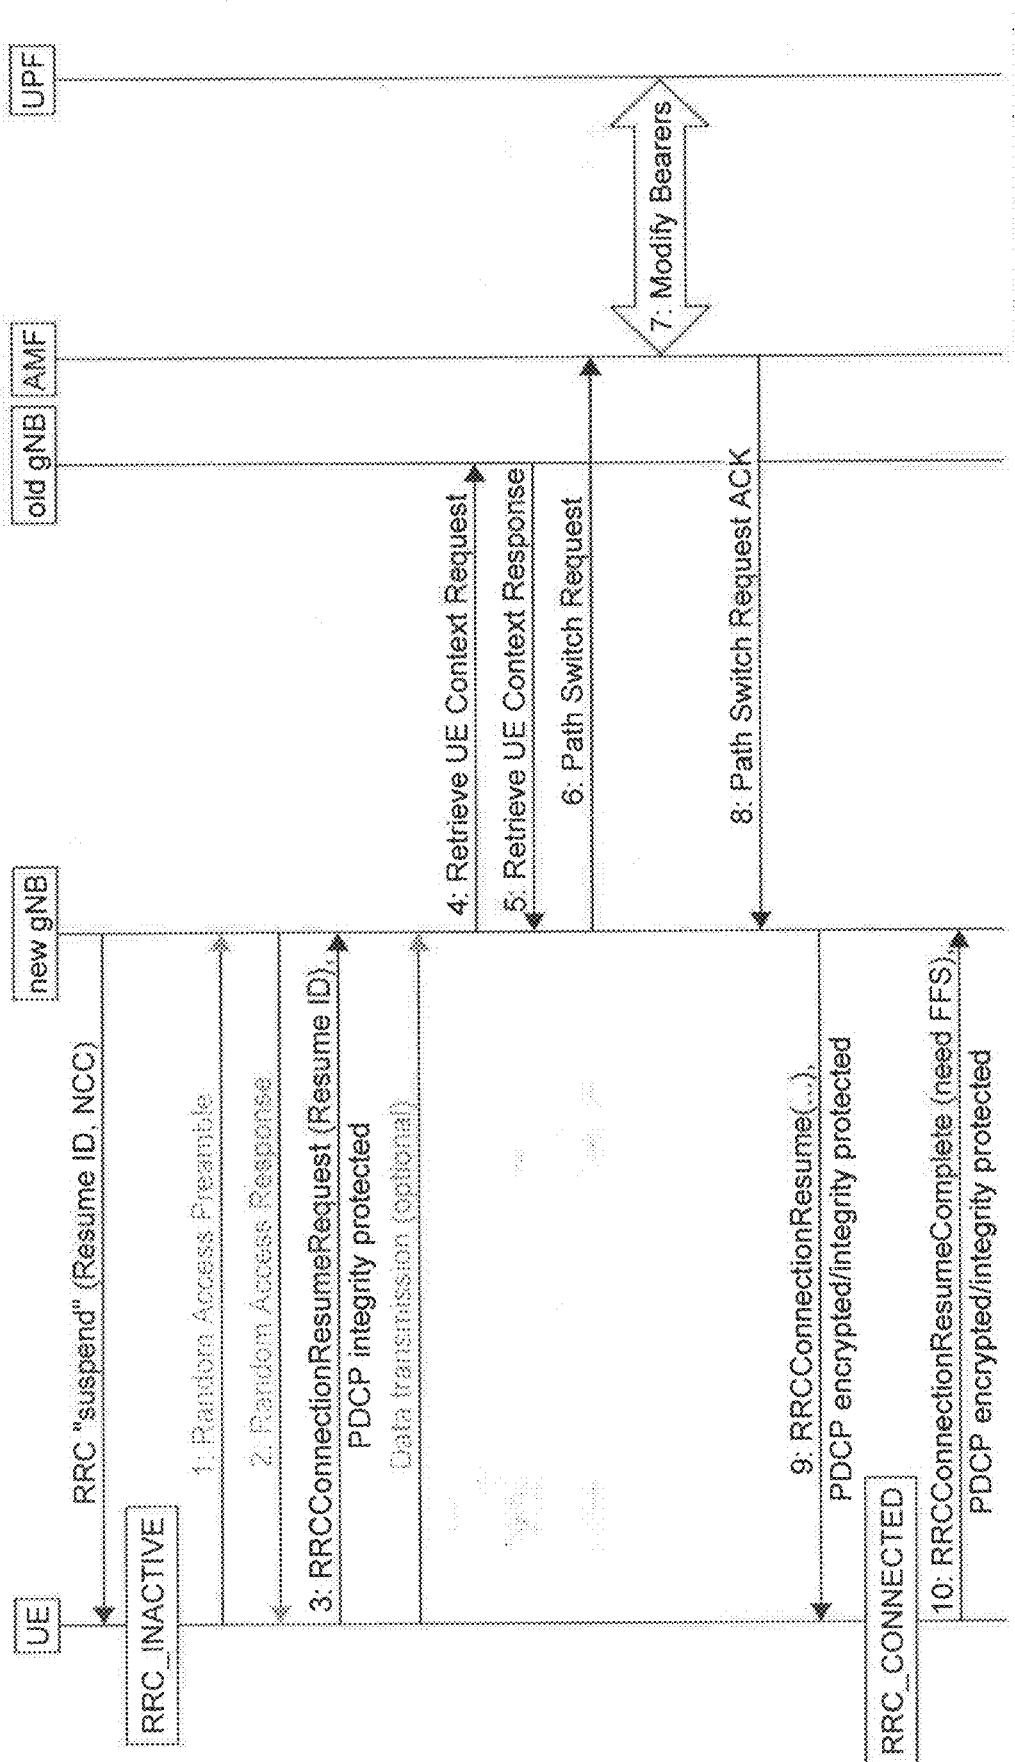 UE
new gNB
old gNB
AMF
UPF
RRC "suspend" (Resume ID, NCC)
RRC_INACTIVE
1: Random Access Preamble
2. Random Access Response
3: RRCConnectionResumeRequest (Resume ID),
PDCP integrity protected
Data transmission (optional)
4: Retrieve UE Context Request
5: Retrieve UE Context Response
6: Path Switch Request
7: Modify Bearers
8: Path Switch Request ACK
9: RRCConnectionResume(..),
PDCP encrypted/integrity protected
RRC_CONNECTED
10: RRCConnectionResumeComplete (need FFS),
PDCP encrypted/integrity protected